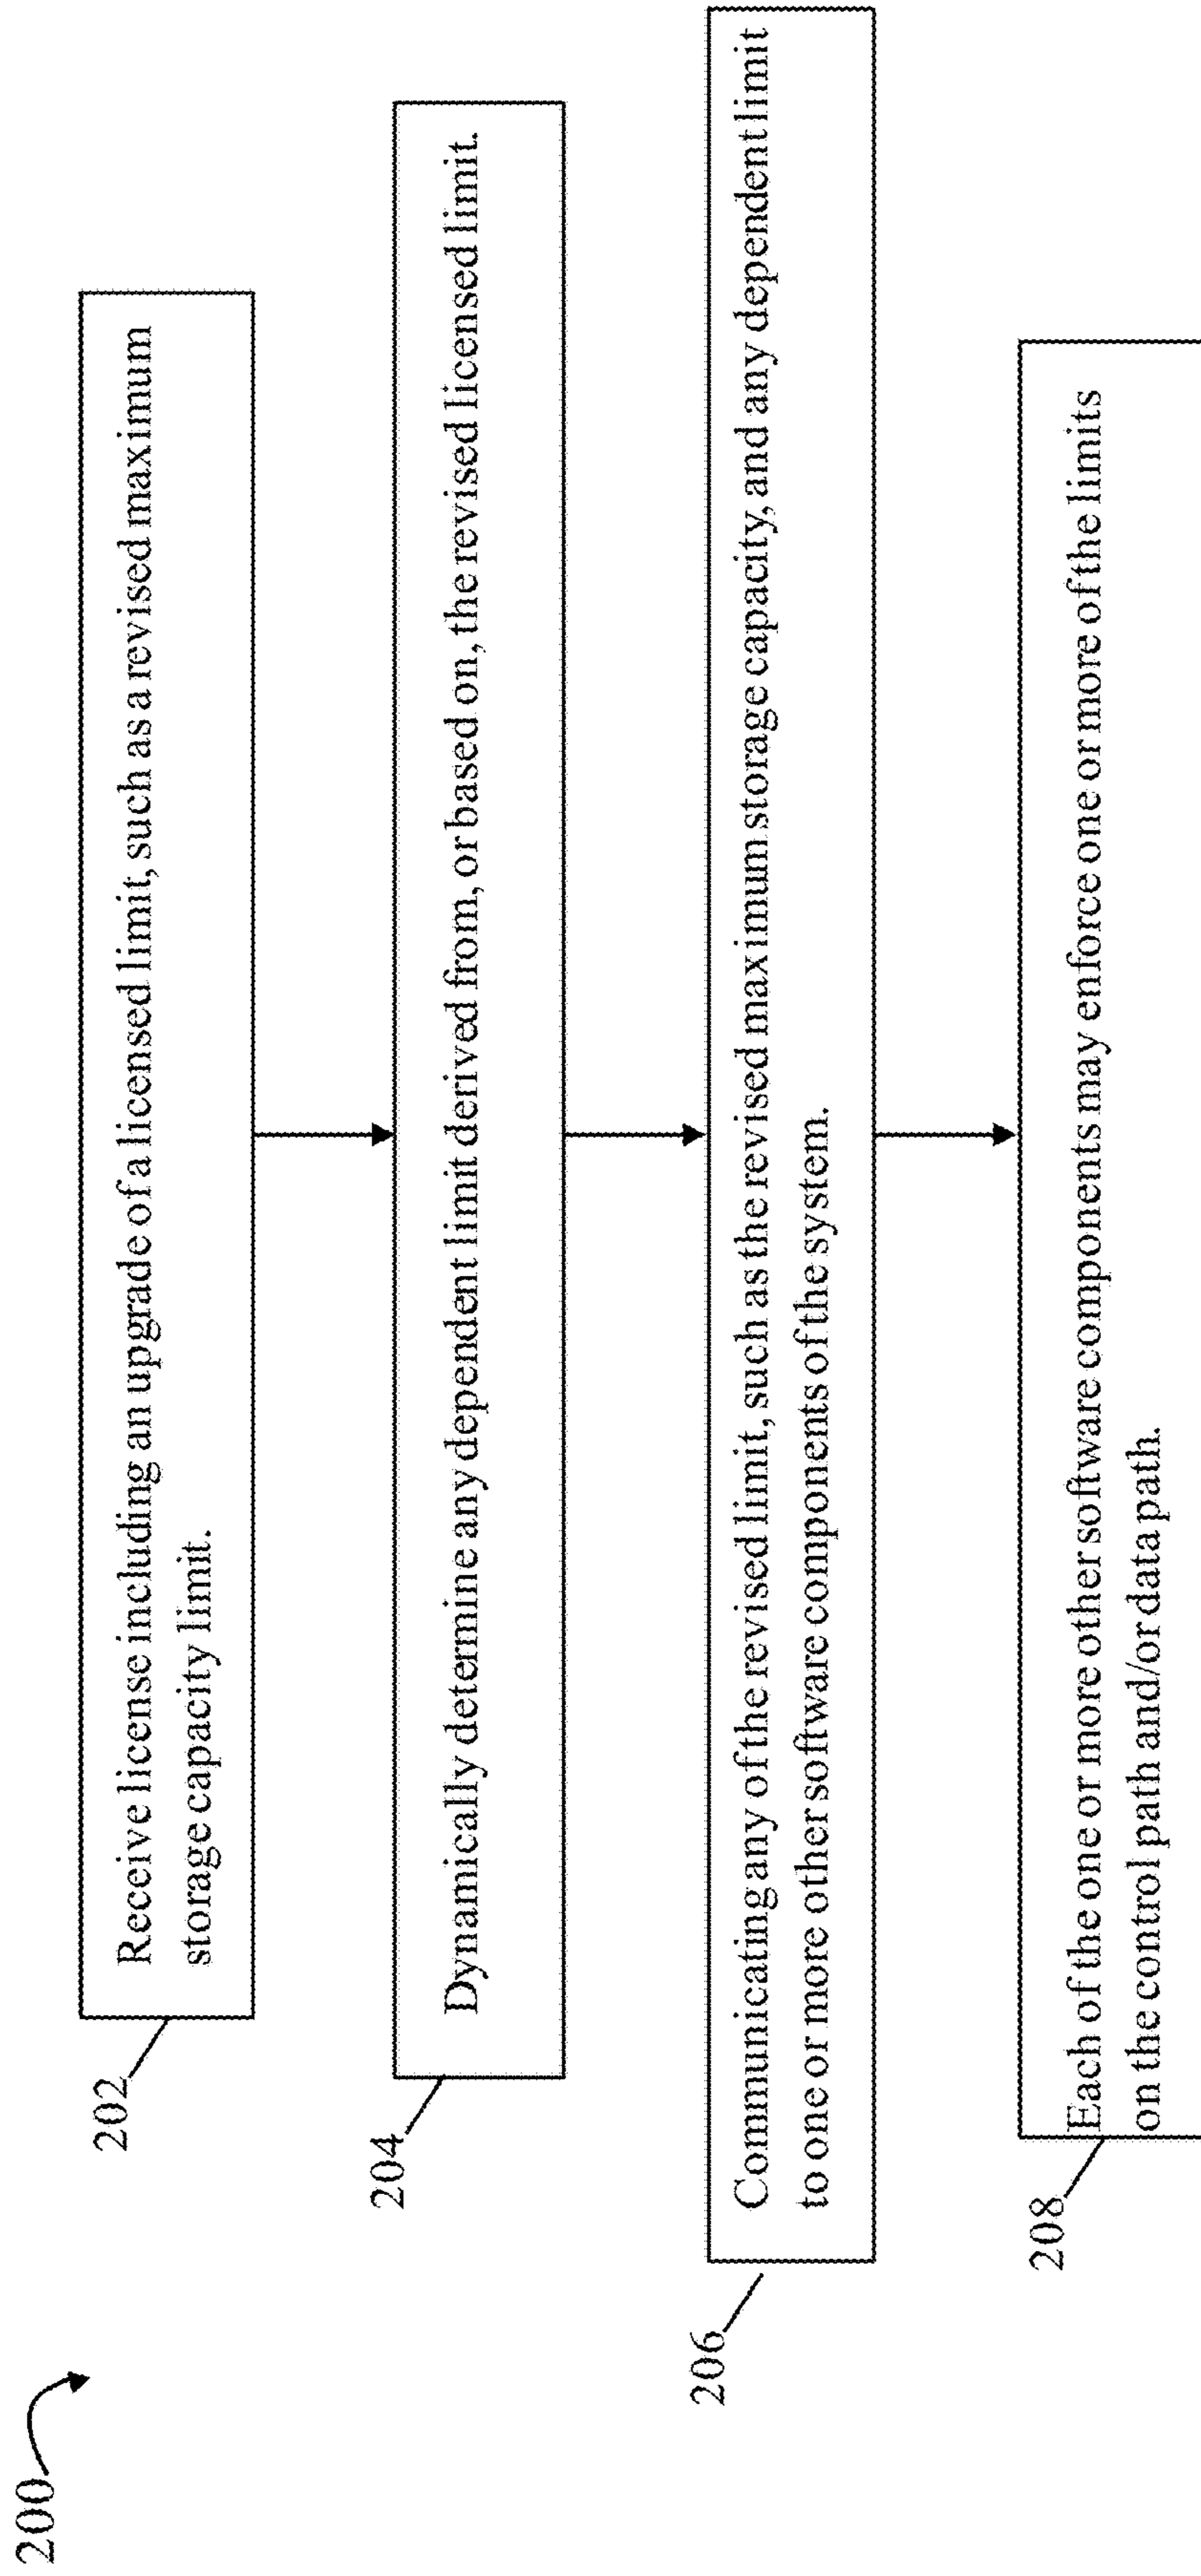 200
202
Receive license including an upgrade of a licensed limit, such as a revised maximum
storage capacity limit.
204
Dynamically determine any dependent limit derived from, or based on, the revised licensed limit.
206
Communicating any of the revised limit, such as the revised maximum storage capacity, and any dependent limit
to one or more other software components of the system.
208
Each of the one or more other software components may enforce one or more of the limits
on the control path and/or data path.